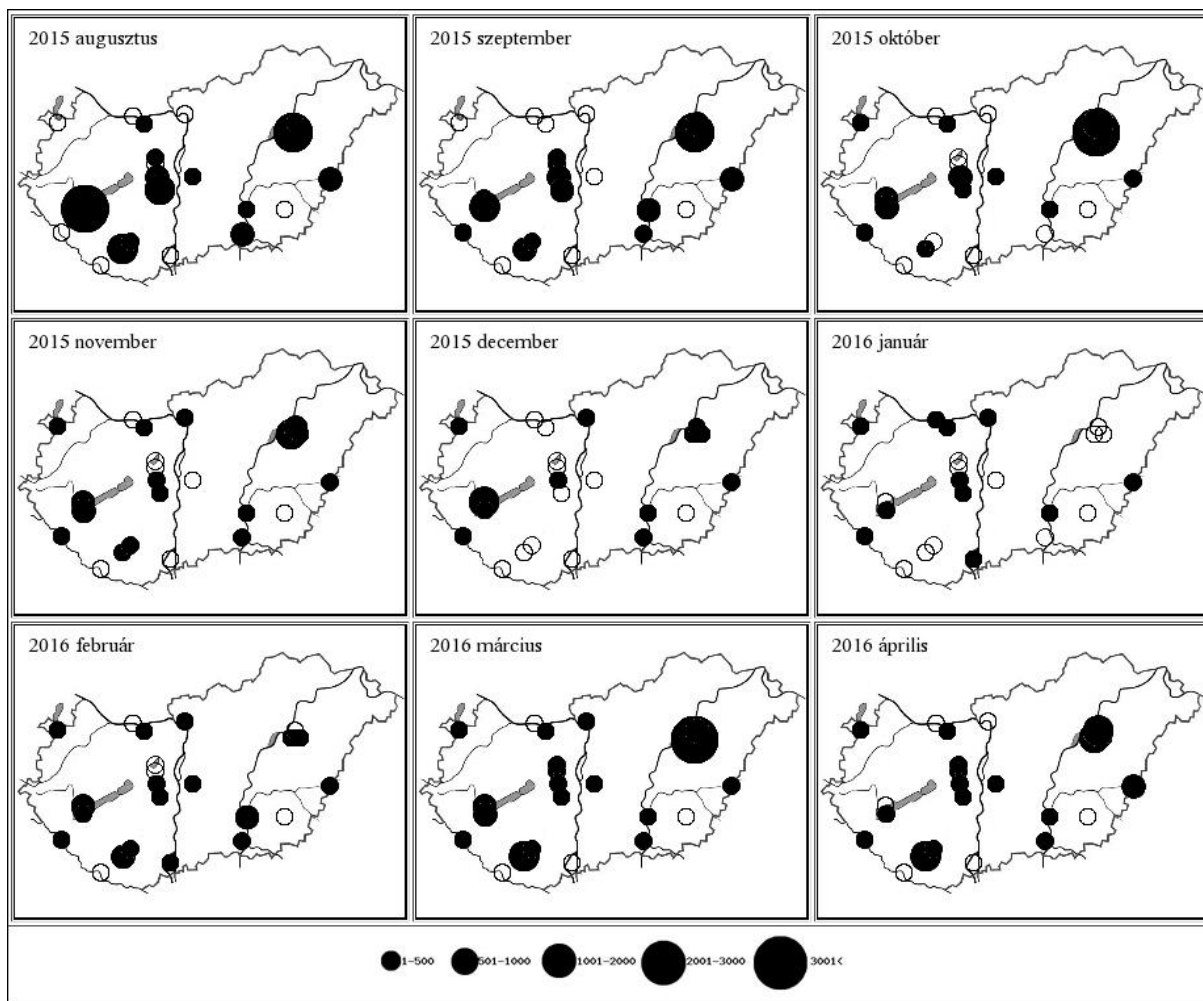 2015 augusztus
2015 szeptember
2015 október
2015 november
2015 december
2016 január
2016 február
2016 március
2016 április
1-500 501-1000 1001-2000 2001-3000 3001<